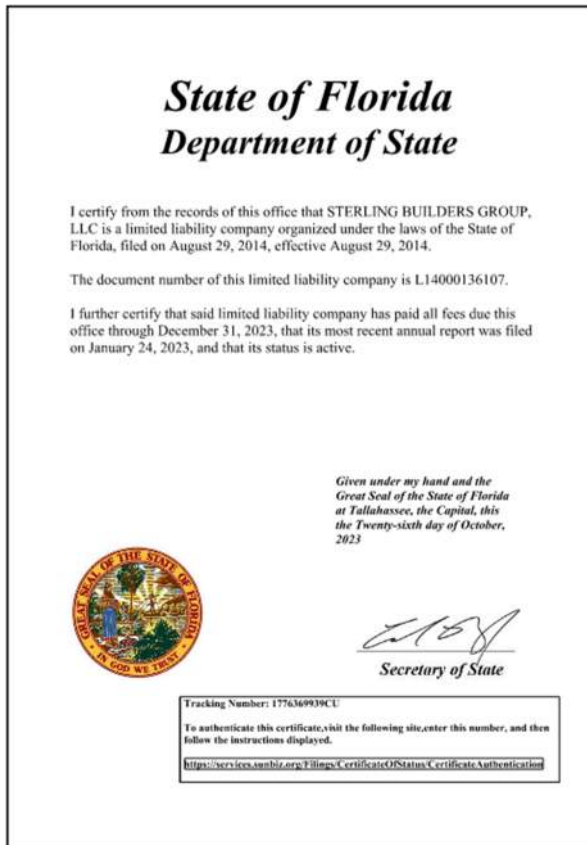 State of Florida
Department of State
I certify from the records of this office that STERLING BUILDERS GROUP,
LLC is a limited liability company organized under the laws of the State of
Florida, filed on August 29, 2014, effective August 29, 2014.
The document number of this limited liability company is L14000136107.
I further certify that said limited liability company has paid all fees due this
office through December 31, 2023, that its most recent annual report was filed
on January 24, 2023, and that its status is active.
Given under my hand and the
Great Seal of the State of Florida
at Tallahassee, the Capital, this
the Twenty-sixth day of October,
2023
GREAT SEAL OF THE STATE OF FLORIDA
IN GOD WE TRUST
Secretary of State
Tracking Number: 1776369939CU
To authenticate this certificate,visit the following site,enter this number, and then
follow the instructions displayed.
https://services.sunbiz.org/Filings/CertificateOfStatus/CertificateAuthentication